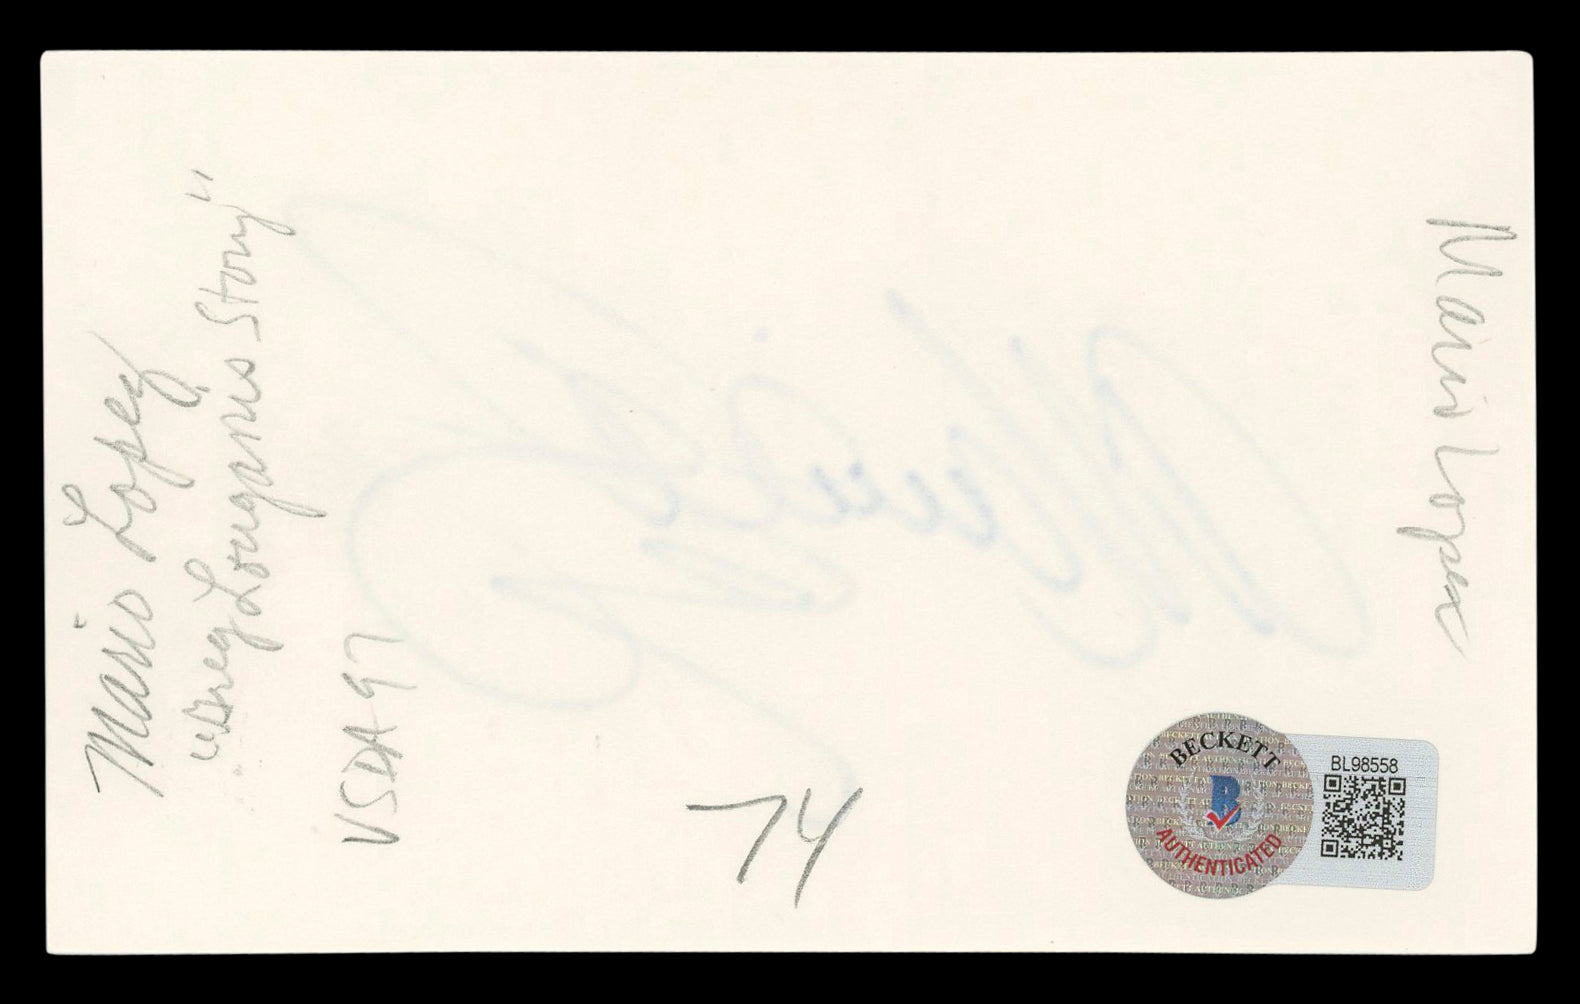 Mario Lopez
"Greg Louganis Story"
VSDA 97
74
Mario Lopez
BECKETT
B
AUTHENTICATED
BL98558